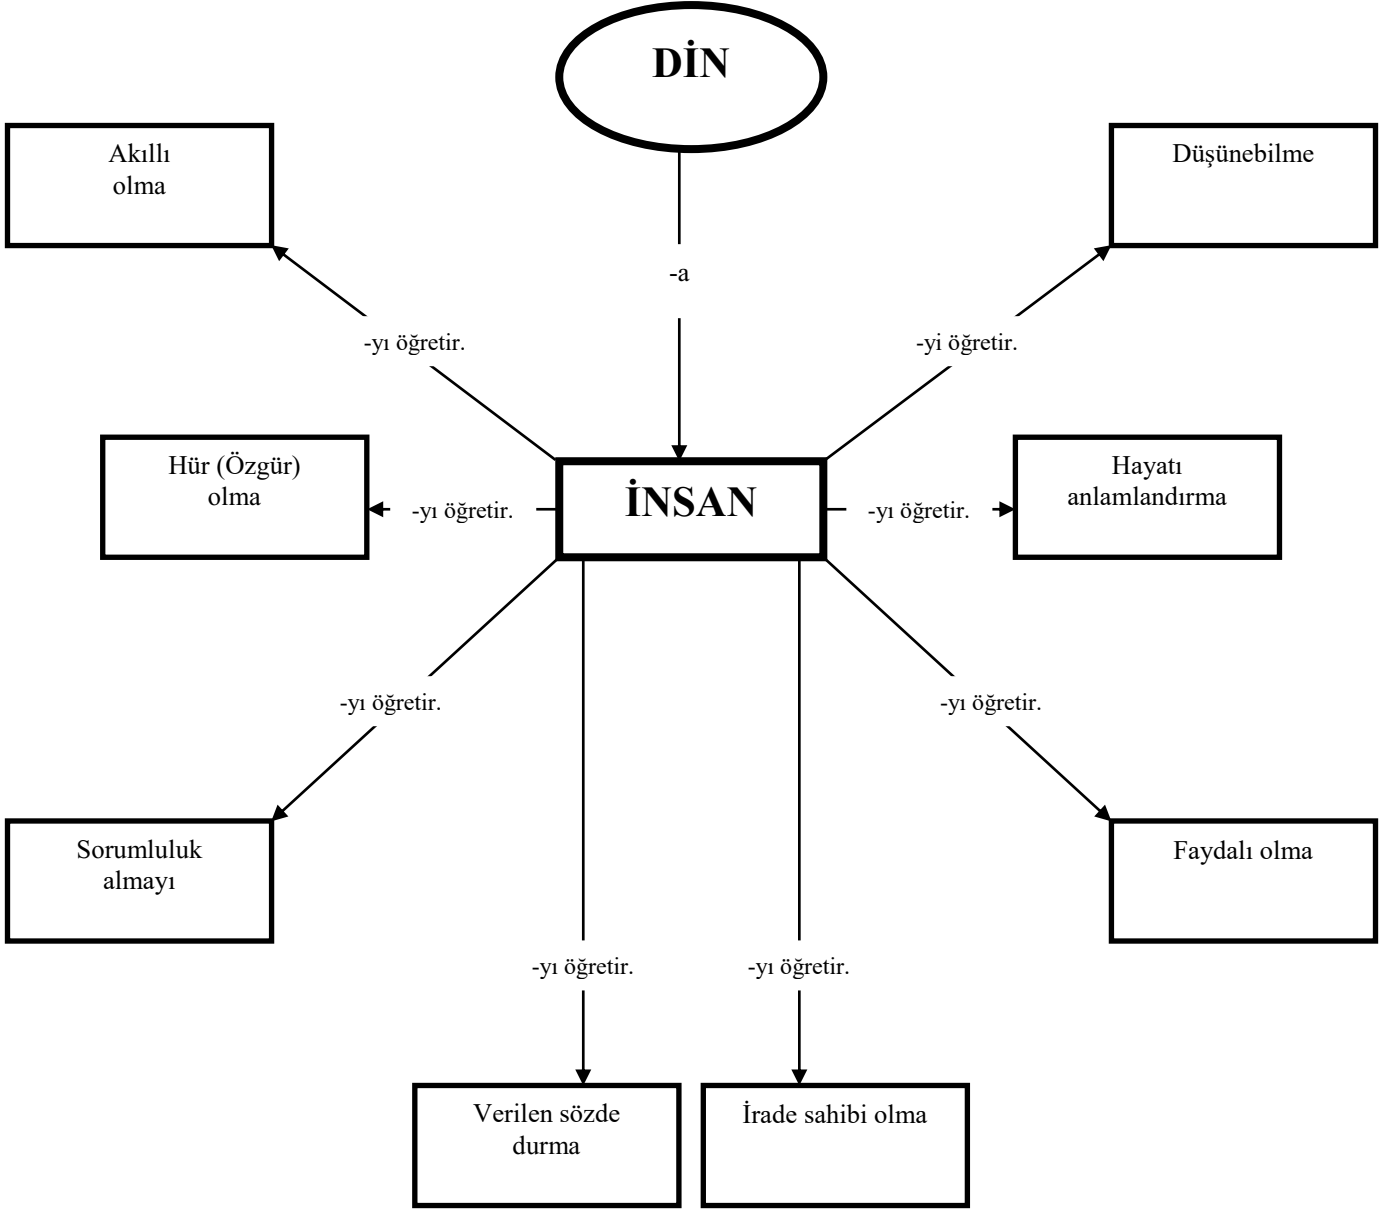 DİN
Akıllı
olma
Düşünebilme
-a
-yı öğretir.
-yi öğretir.
Hür (Özgür)
olma
-yı öğretir.
İNSAN
-yı öğretir.
Hayatı
anlamlandırma
-yı öğretir.
-yı öğretir.
Sorumluluk
almayı
Faydalı olma
-yı öğretir.
-yı öğretir.
Verilen sözde
durma
İrade sahibi olma